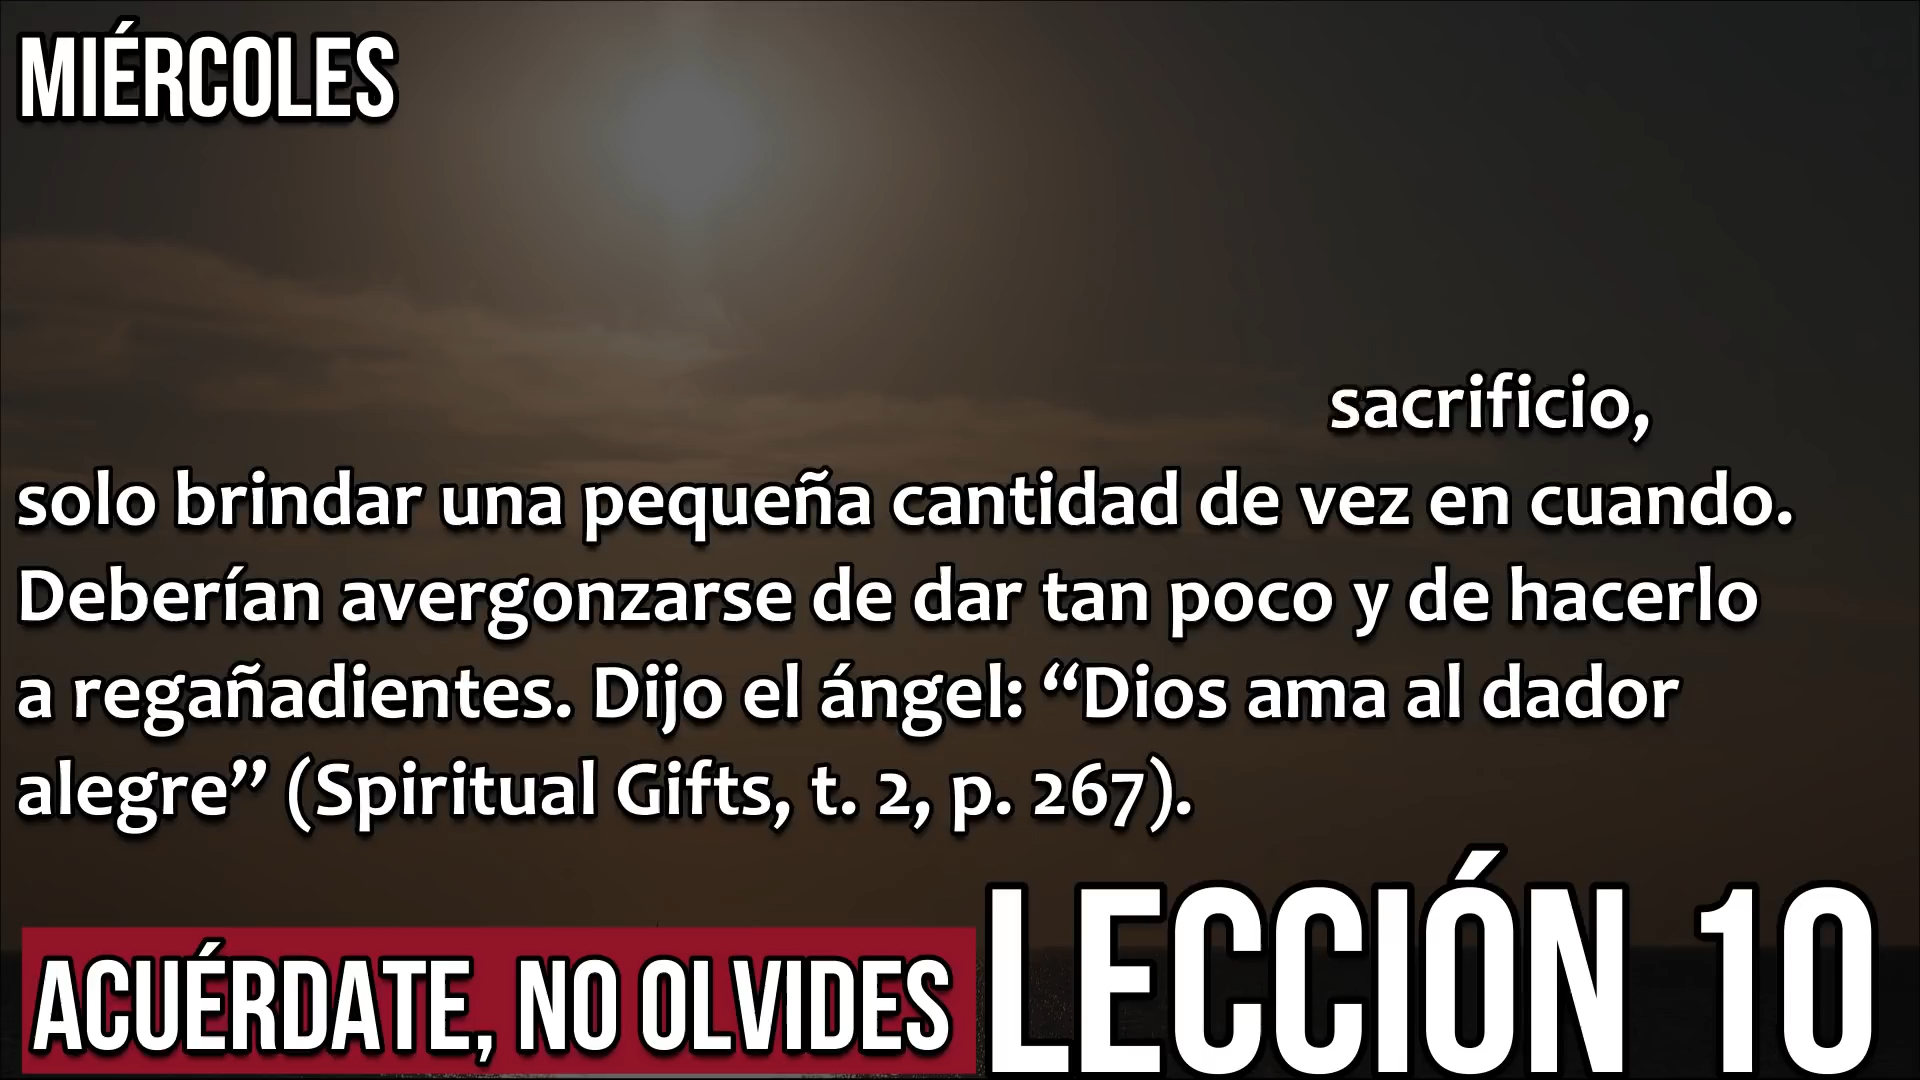 MIÉRCOLES
sacrificio,
solo brindar una pequeña cantidad de vez en cuando.
Deberían avergonzarse de dar tan poco y de hacerlo
a regañadientes. Dijo el ángel: “Dios ama al dador
alegre” (Spiritual Gifts, t. 2, p. 267).
ACUÉRDATE, NO OLVIDES
LECCIÓN 10